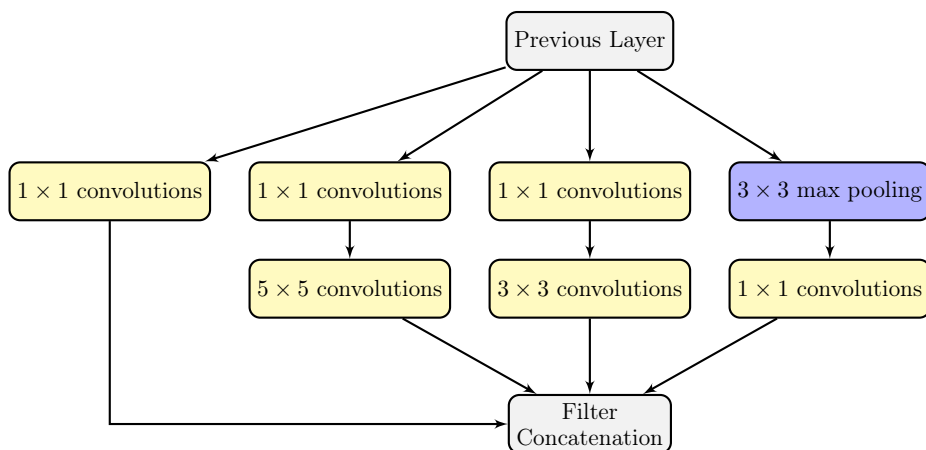 Previous Layer
1 × 1 convolutions
1 × 1 convolutions
1 × 1 convolutions
3 × 3 max pooling
5 × 5 convolutions
3 × 3 convolutions
1 × 1 convolutions
Filter
Concatenation